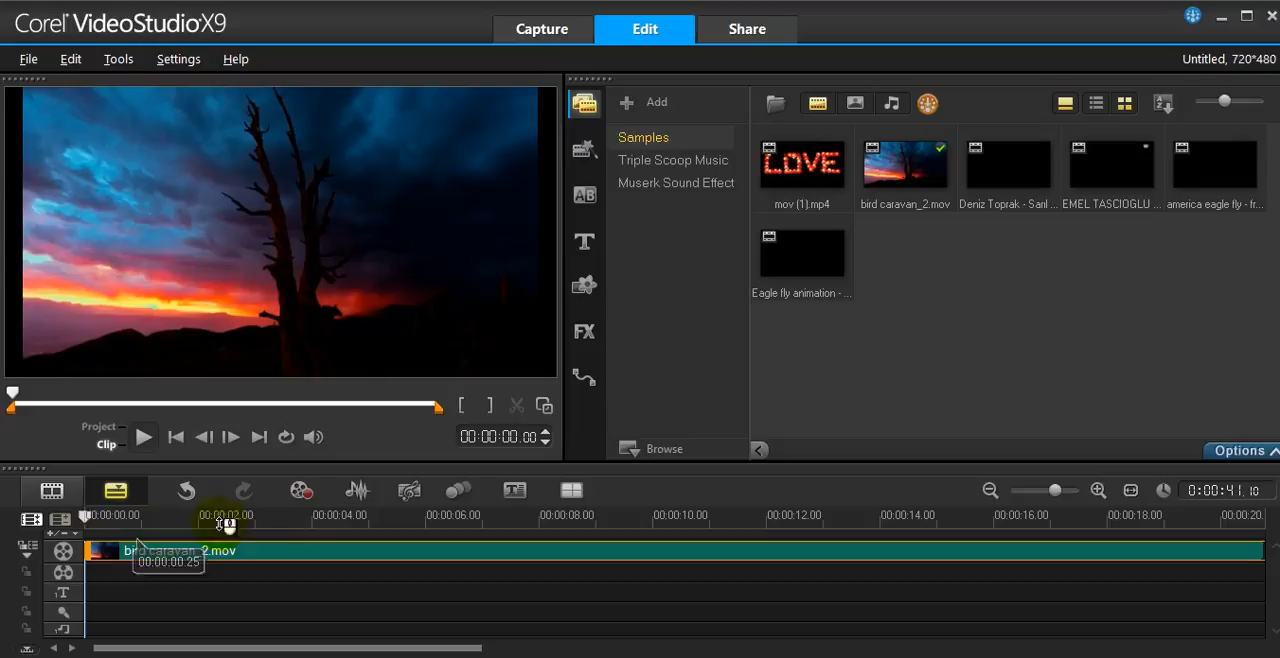 Corel VideoStudio X9
Capture Edit Share
File Edit Tools Settings Help Untitled, 720*480
Add
Samples
Triple Scoop Music
Muserk Sound Effect
LOVE
mov (1).mp4 bird caravan_2.mov Deniz Toprak - Saril ... EMEL TASCIOGLU ... america eagle fly - fr...
Eagle fly animation - ...
Project
Clip
00:00:00.00
Browse
Options
0:00:41.10
00:00:00.00 00:00:02.00 00:00:04.00 00:00:06.00 00:00:08.00 00:00:10.00 00:00:12.00 00:00:14.00 00:00:16.00 00:00:18.00 00:00:20.
bird caravan_2.mov
00:00:00.25